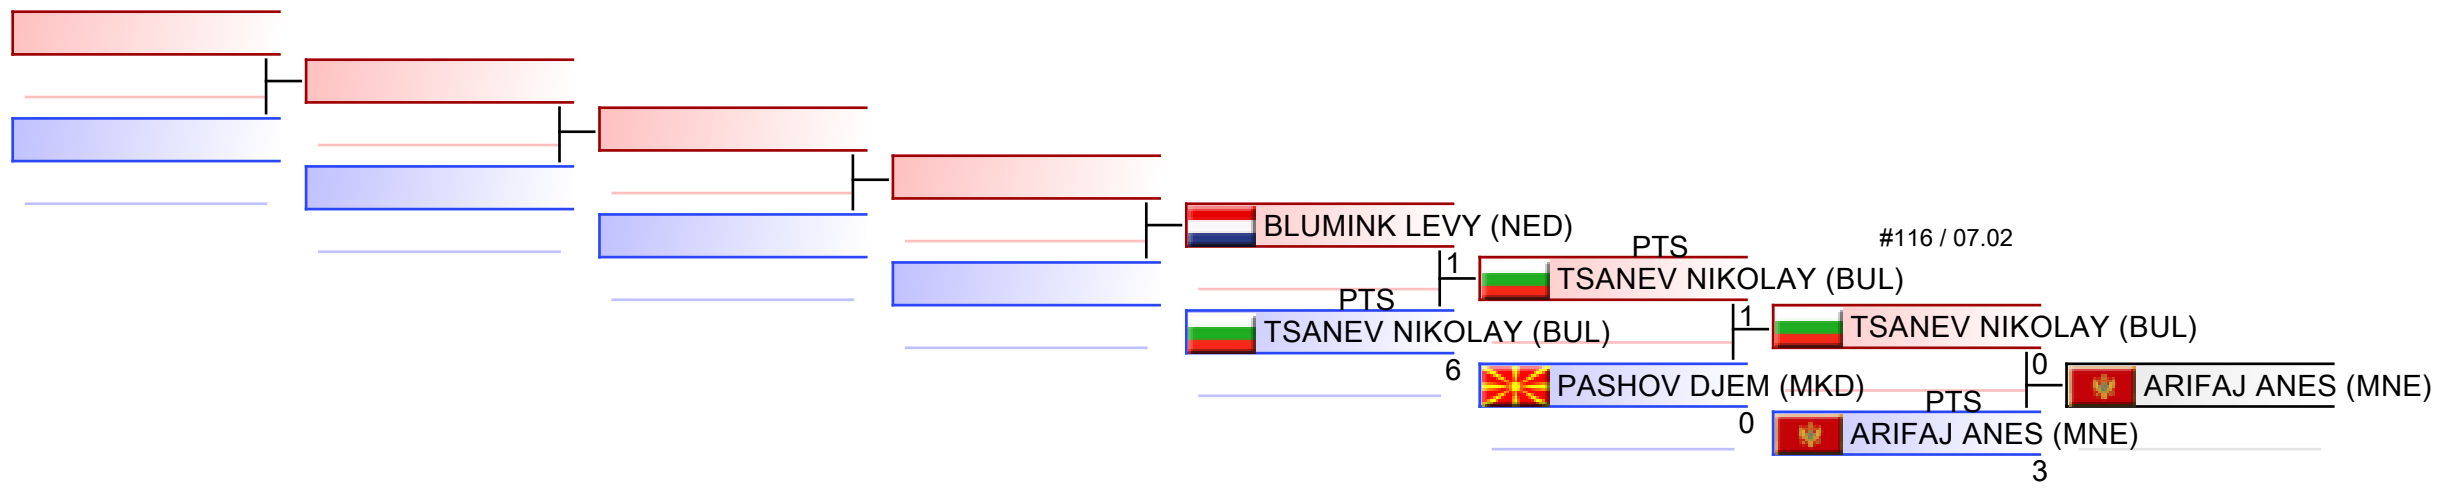 BLUMINK LEVY (NED)
1
PTS
TSANEV NIKOLAY (BUL)
6
PTS
TSANEV NIKOLAY (BUL)
1
PASHOV DJEM (MKD)
0
#116 / 07.02
TSANEV NIKOLAY (BUL)
0
PTS
ARIFAJ ANES (MNE)
3
ARIFAJ ANES (MNE)